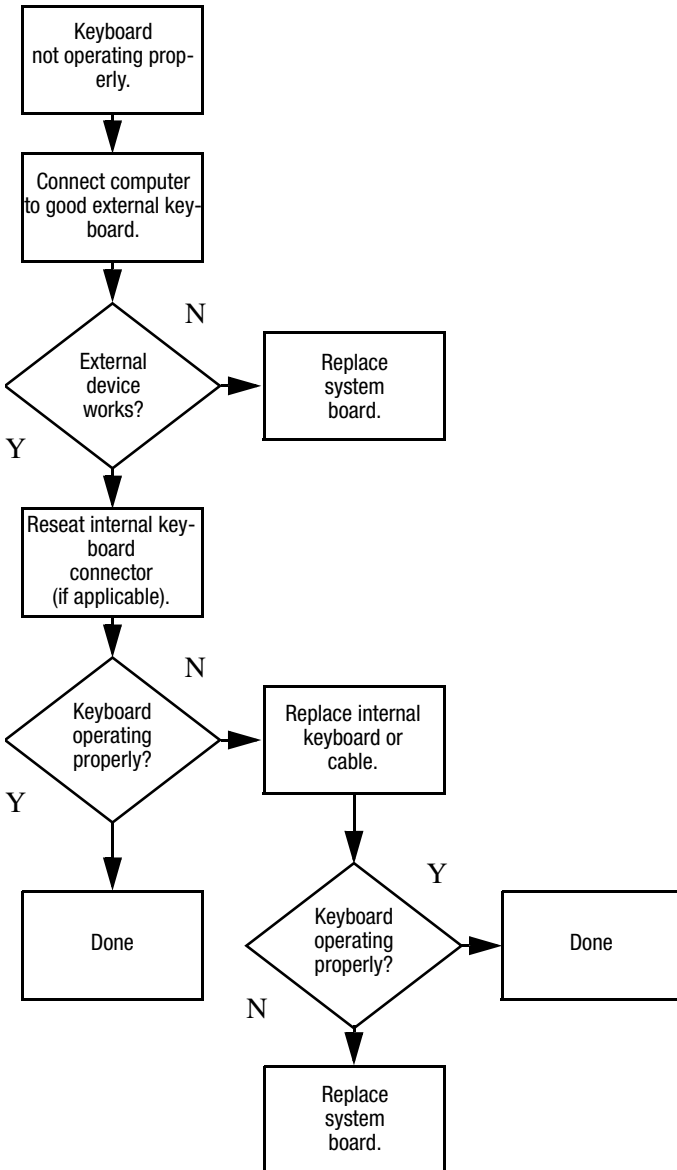 Keyboard
not operating prop-
erly.
Connect computer
to good external key-
board.
N
External
device
works?
Replace
system
board.
Y
Reseat internal key-
board
connector
(if applicable).
N
Keyboard
operating
properly?
Replace internal
keyboard or
cable.
Y
Y
Done
Keyboard
operating
properly?
Done
N
Replace
system
board.